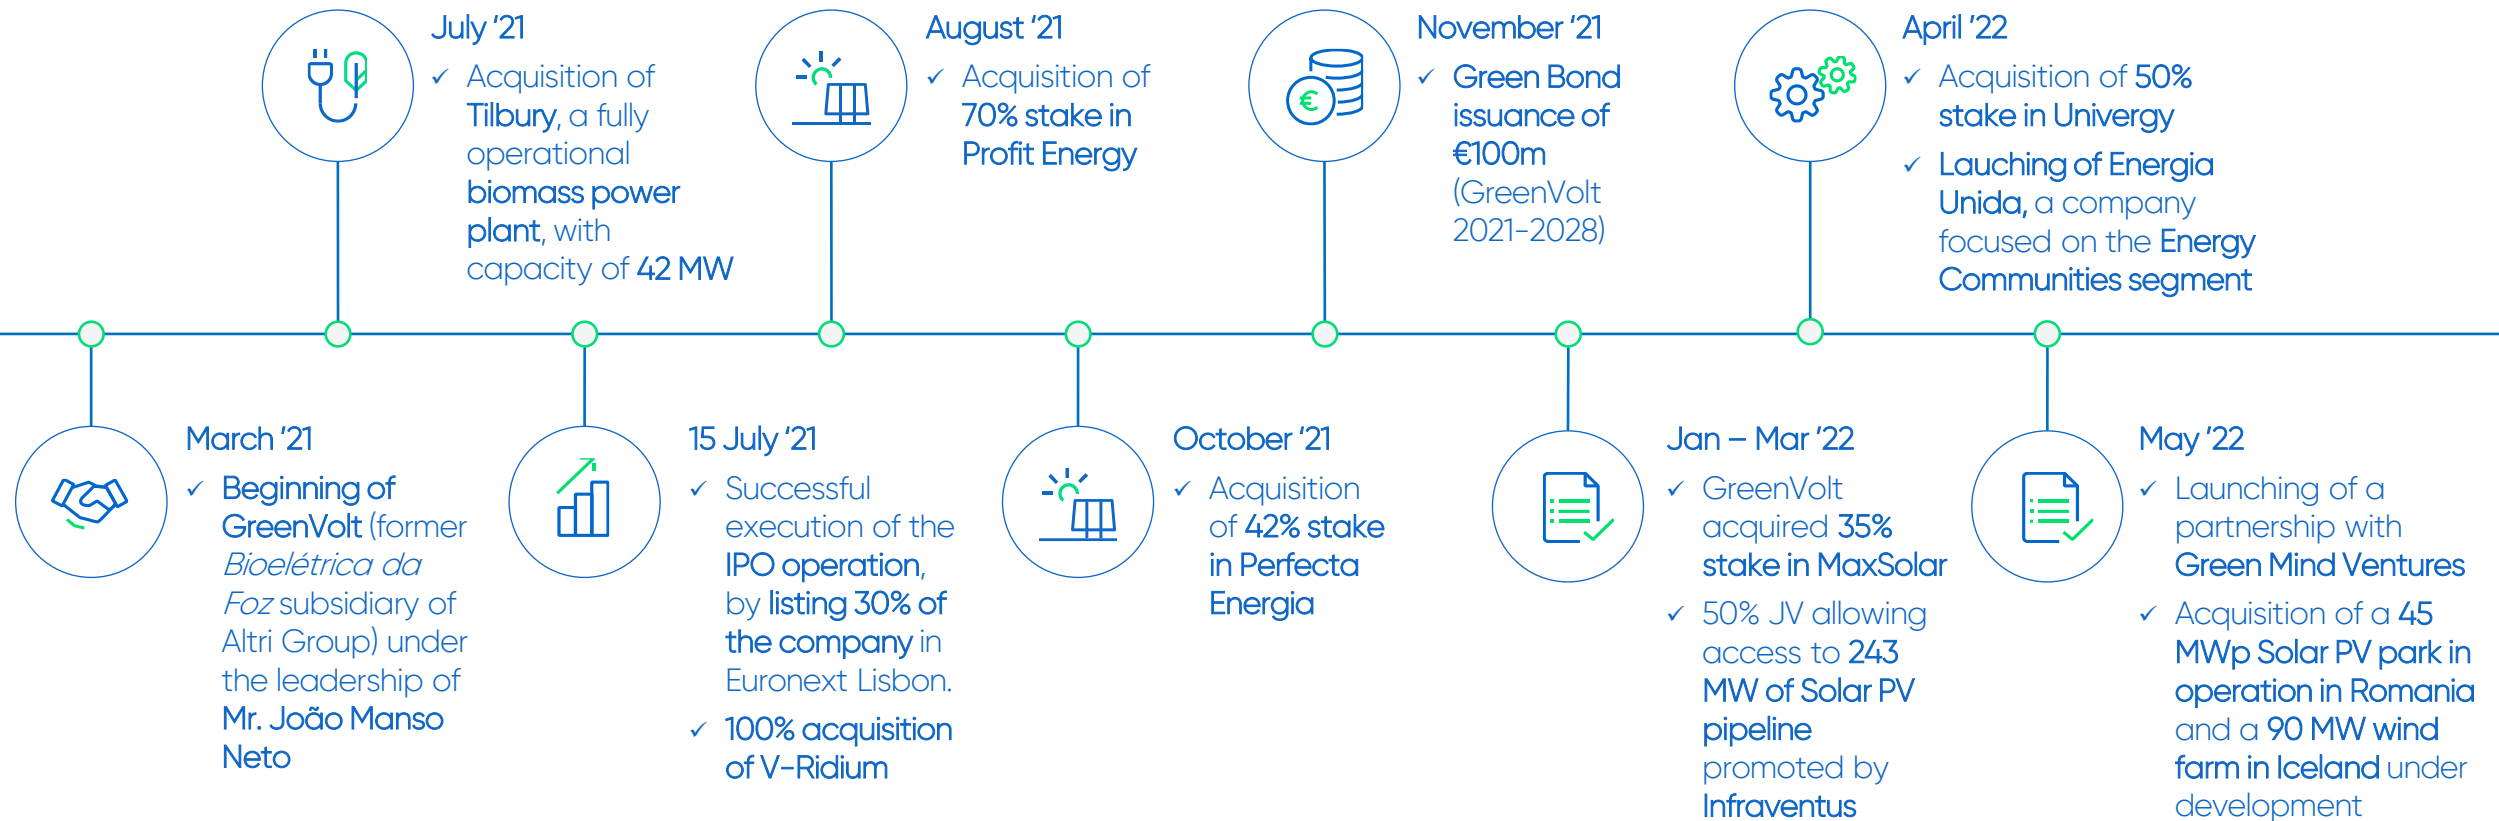 July ’21
Acquisition of
Tilbury, a fully
operational
biomass power
plant, with
capacity of 42 MW
August ’21
Acquisition of
70% stake in
Profit Energy
November ’21
Green Bond
issuance of
€100m
(GreenVolt
2021-2028)
April ’22
Acquisition of 50%
stake in Univergy
Lauching of Energia
Unida, a company
focused on the Energy
Communities segment
March ’21
Beginning of
GreenVolt (former
Bioelétrica da
Foz subsidiary of
Altri Group) under
the leadership of
Mr. João Manso
Neto
15 July ’21
Successful
execution of the
IPO operation,
by listing 30% of
the company in
Euronext Lisbon.
100% acquisition
of V-Ridium
October ’21
Acquisition
of 42% stake
in Perfecta
Energia
Jan – Mar ’22
GreenVolt
acquired 35%
stake in MaxSolar
50% JV allowing
access to 243
MW of Solar PV
pipeline
promoted by
Infraventus
May ’22
Launching of a
partnership with
Green Mind Ventures
Acquisition of a 45
MWp Solar PV park in
operation in Romania
and a 90 MW wind
farm in Iceland under
development